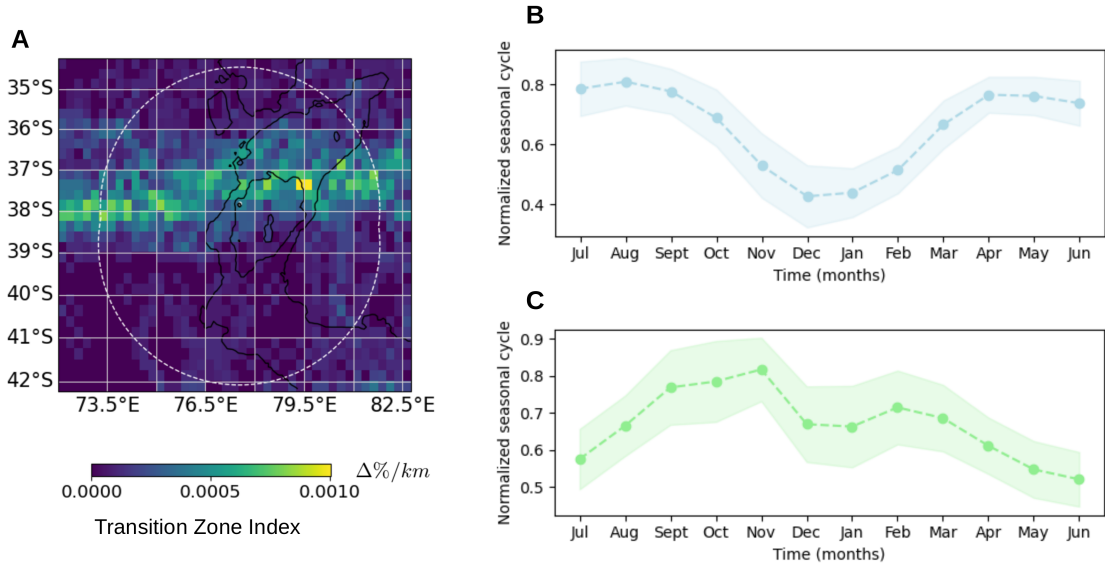 A
35°S
36°S
37°S
38°S
39°S
40°S
41°S
42°S
73.5°E 76.5°E 79.5°E 82.5°E
Δ%/km
0.0000 0.0005 0.0010
Transition Zone Index
B
Normalized seasonal cycle
0.8
0.6
0.4
Jul Aug Sept Oct Nov Dec Jan Feb Mar Apr May Jun
Time (months)
C
Normalized seasonal cycle
0.9
0.8
0.7
0.6
0.5
Jul Aug Sept Oct Nov Dec Jan Feb Mar Apr May Jun
Time (months)